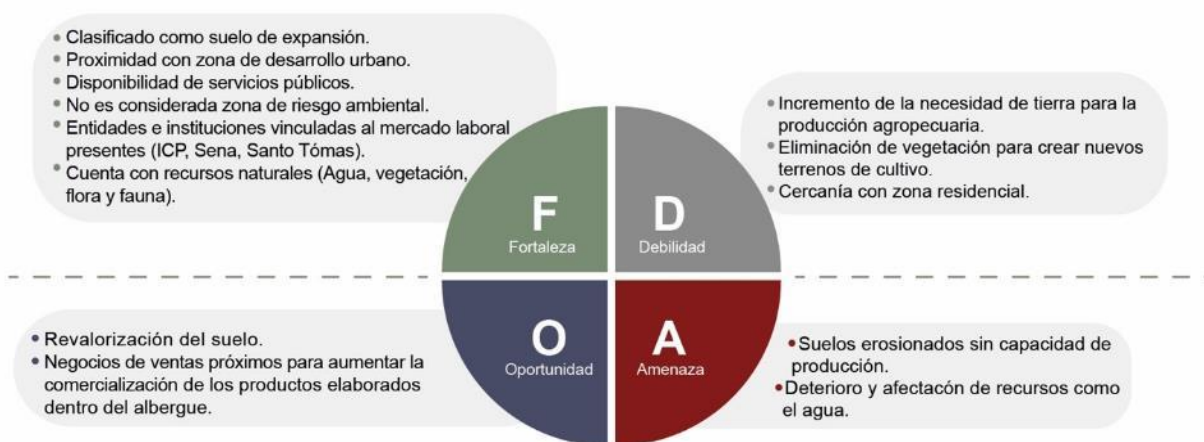 Clasificado como suelo de expansión.
Proximidad con zona de desarrollo urbano.
Disponibilidad de servicios públicos.
No es considerada zona de riesgo ambiental.
Entidades e instituciones vinculadas al mercado laboral
presentes (ICP, Sena, Santo Tómas).
Cuenta con recursos naturales (Agua, vegetación,
flora y fauna).
Incremento de la necesidad de tierra para la
producción agropecuaria.
Eliminación de vegetación para crear nuevos
terrenos de cultivo.
Cercanía con zona residencial.
F
Fortaleza
D
Debilidad
Revalorización del suelo.
Negocios de ventas próximos para aumentar la
comercialización de los productos elaborados
dentro del albergue.
O
Oportunidad
A
Amenaza
Suelos erosionados sin capacidad de
producción.
Deterioro y afectacón de recursos como
el agua.